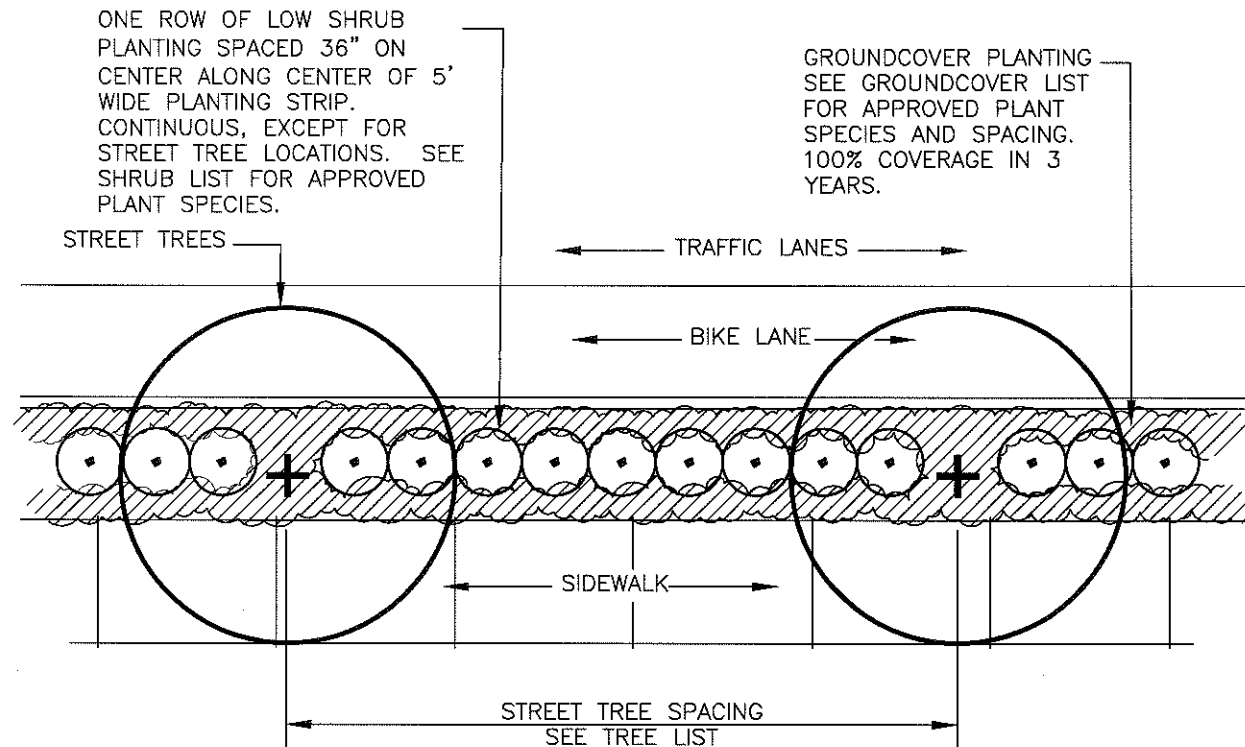 ONE ROW OF LOW SHRUB
PLANTING SPACED 36" ON
CENTER ALONG CENTER OF 5'
WIDE PLANTING STRIP.
CONTINUOUS, EXCEPT FOR
STREET TREE LOCATIONS. SEE
SHRUB LIST FOR APPROVED
PLANT SPECIES.
GROUNDCOVER PLANTING
SEE GROUNDCOVER LIST
FOR APPROVED PLANT
SPECIES AND SPACING.
100% COVERAGE IN 3
YEARS.
STREET TREES
TRAFFIC LANES
BIKE LANE
SIDEWALK
STREET TREE SPACING
SEE TREE LIST